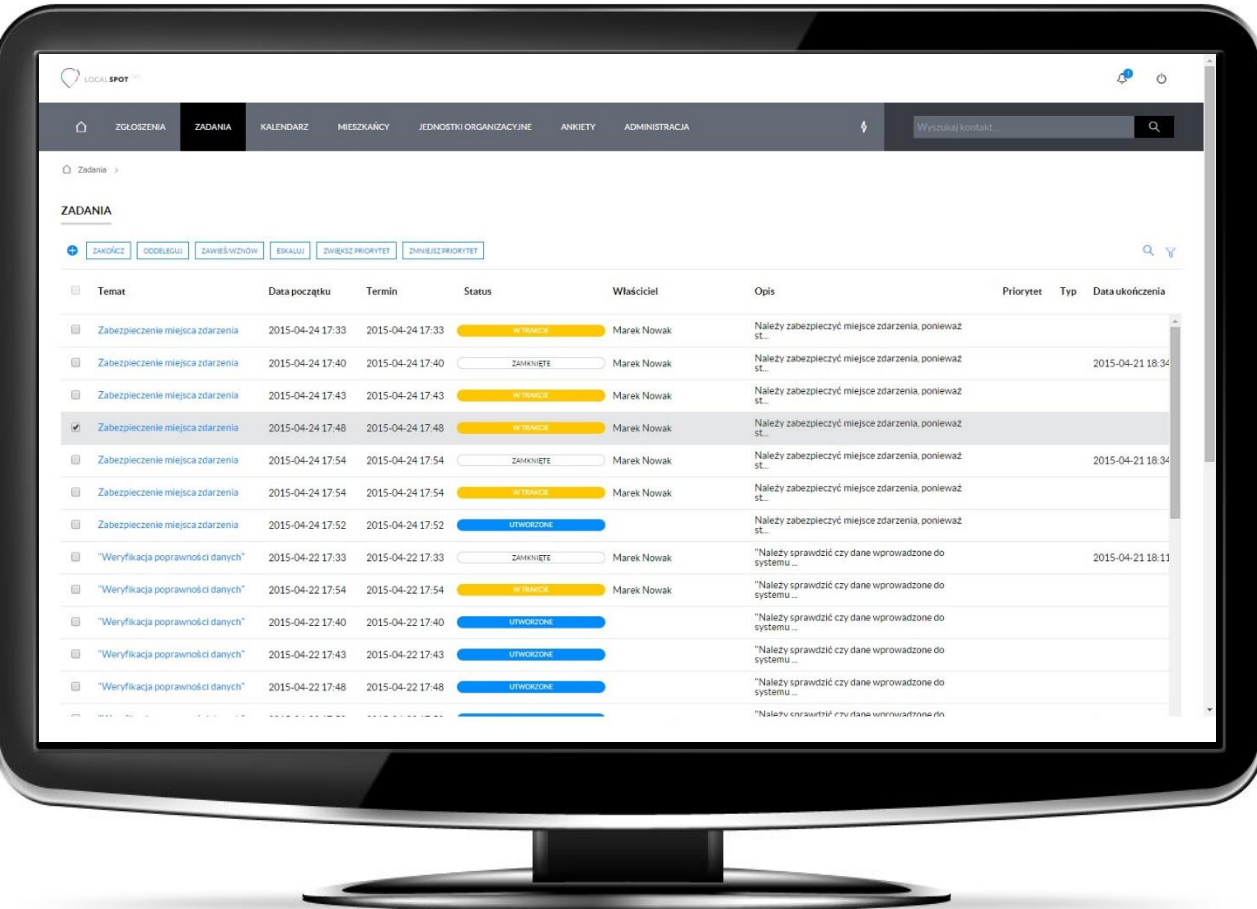 LOCAL SPOT
ZGŁOSZENIA ZADANIA KALENDARZ MIESZKAŃCY JEDNOSTKI ORGANIZACYJNE ANKIETY ADMINISTRACJA Wyszukaj kontakt...
Zadania >
ZADANIA
ZAKOŃCZ ODDELEGUJ ZAWIEŚ/WZNÓW ESKALUJ ZWIĘKSZ PRIORYTET ZMNIEJSZ PRIORYTET
Temat Data początku Termin Status Właściciel Opis Priorytet Typ Data ukończenia
Zabezpieczenie miejsca zdarzenia 2015-04-24 17:33 2015-04-24 17:33 W TRAKCIE Marek Nowak Należy zabezpieczyć miejsce zdarzenia, ponieważ
st...
Zabezpieczenie miejsca zdarzenia 2015-04-24 17:40 2015-04-24 17:40 ZAMKNIĘTE Marek Nowak Należy zabezpieczyć miejsce zdarzenia, ponieważ 2015-04-21 18:34
st...
Zabezpieczenie miejsca zdarzenia 2015-04-24 17:43 2015-04-24 17:43 W TRAKCIE Marek Nowak Należy zabezpieczyć miejsce zdarzenia, ponieważ
st...
Zabezpieczenie miejsca zdarzenia 2015-04-24 17:48 2015-04-24 17:48 W TRAKCIE Marek Nowak Należy zabezpieczyć miejsce zdarzenia, ponieważ
st...
Zabezpieczenie miejsca zdarzenia 2015-04-24 17:54 2015-04-24 17:54 ZAMKNIĘTE Marek Nowak Należy zabezpieczyć miejsce zdarzenia, ponieważ 2015-04-21 18:34
st...
Zabezpieczenie miejsca zdarzenia 2015-04-24 17:54 2015-04-24 17:54 W TRAKCIE Marek Nowak Należy zabezpieczyć miejsce zdarzenia, ponieważ
st...
Zabezpieczenie miejsca zdarzenia 2015-04-24 17:52 2015-04-24 17:52 UTWORZONE Należy zabezpieczyć miejsce zdarzenia, ponieważ
st...
"Weryfikacja poprawności danych" 2015-04-22 17:33 2015-04-22 17:33 ZAMKNIĘTE Marek Nowak "Należy sprawdzić czy dane wprowadzone do 2015-04-21 18:11
systemu ...
"Weryfikacja poprawności danych" 2015-04-22 17:54 2015-04-22 17:54 W TRAKCIE Marek Nowak "Należy sprawdzić czy dane wprowadzone do
systemu ...
"Weryfikacja poprawności danych" 2015-04-22 17:40 2015-04-22 17:40 UTWORZONE "Należy sprawdzić czy dane wprowadzone do
systemu ...
"Weryfikacja poprawności danych" 2015-04-22 17:43 2015-04-22 17:43 UTWORZONE "Należy sprawdzić czy dane wprowadzone do
systemu ...
"Weryfikacja poprawności danych" 2015-04-22 17:48 2015-04-22 17:48 UTWORZONE "Należy sprawdzić czy dane wprowadzone do
systemu ...
"Należy sprawdzić czy dane wprowadzone do